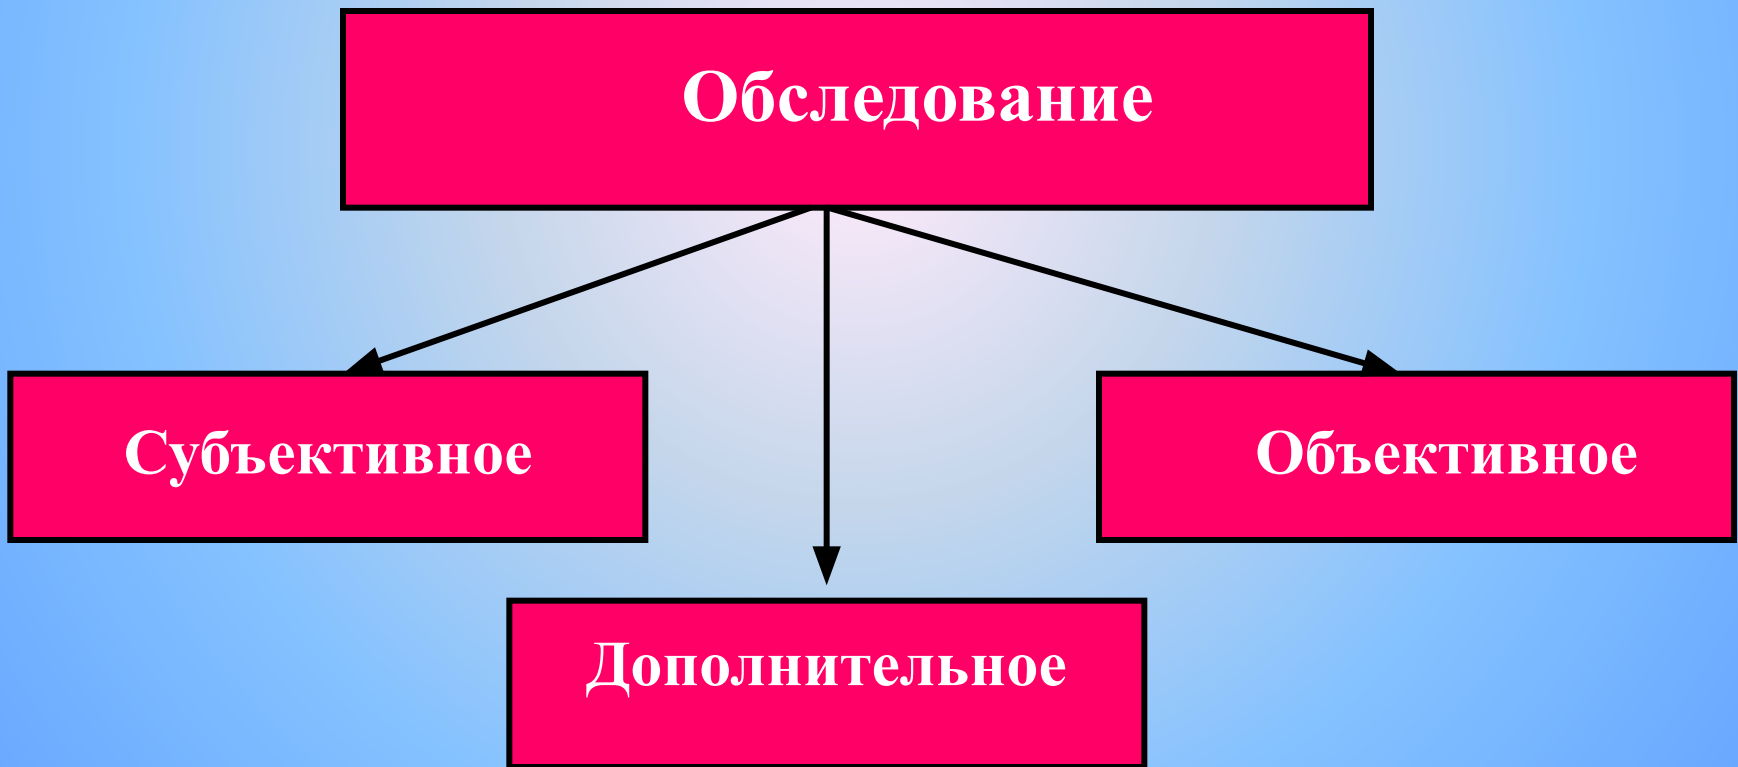 Обследование
Субъективное
Объективное
Дополнительное